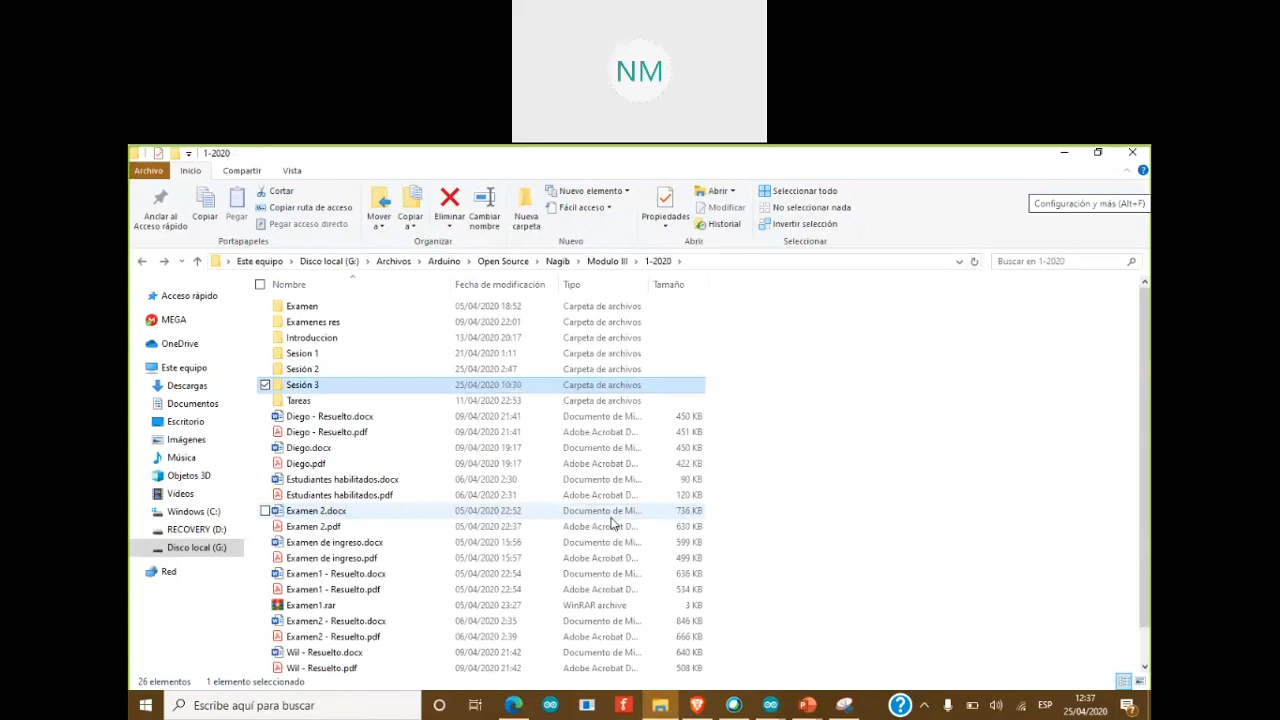 NM
1-2020
Archivo Inicio Compartir Vista
Configuración y más (Alt+F)
Anclar al Acceso rápido
Copiar
Pegar
Cortar
Copiar ruta de acceso
Pegar acceso directo
Mover a
Copiar a
Eliminar
Cambiar nombre
Nueva carpeta
Nuevo elemento
Fácil acceso
Propiedades
Abrir
Modificar
Historial
Seleccionar todo
No seleccionar nada
Invertir selección
Portapapeles Organizar Nuevo Abrir Seleccionar
Este equipo Disco local (G:) Archivos Arduino Open Source Nagib Modulo III 1-2020
Buscar en 1-2020
Nombre Fecha de modificación Tipo Tamaño
Acceso rápido
MEGA
OneDrive
Este equipo
Descargas
Documentos
Escritorio
Imágenes
Música
Objetos 3D
Vídeos
Windows (C:)
RECOVERY (D:)
Disco local (G:)
Red
Examen 05/04/2020 18:52 Carpeta de archivos
Examenes res 09/04/2020 22:01 Carpeta de archivos
Introduccion 13/04/2020 20:17 Carpeta de archivos
Sesion 1 21/04/2020 1:11 Carpeta de archivos
Sesión 2 25/04/2020 2:47 Carpeta de archivos
Sesión 3 25/04/2020 10:30 Carpeta de archivos
Tareas 11/04/2020 22:53 Carpeta de archivos
Diego - Resuelto.docx 09/04/2020 21:41 Documento de Mi... 450 KB
Diego - Resuelto.pdf 09/04/2020 21:41 Adobe Acrobat D... 451 KB
Diego.docx 09/04/2020 19:17 Documento de Mi... 450 KB
Diego.pdf 09/04/2020 19:17 Adobe Acrobat D... 422 KB
Estudiantes habilitados.docx 06/04/2020 2:30 Documento de Mi... 90 KB
Estudiantes habilitados.pdf 06/04/2020 2:31 Adobe Acrobat D... 120 KB
Examen 2.docx 05/04/2020 22:52 Documento de Mi... 736 KB
Examen 2.pdf 05/04/2020 22:37 Adobe Acrobat D... 630 KB
Examen de ingreso.docx 05/04/2020 15:56 Documento de Mi... 599 KB
Examen de ingreso.pdf 05/04/2020 15:57 Adobe Acrobat D... 499 KB
Examen1 - Resuelto.docx 05/04/2020 22:54 Documento de Mi... 636 KB
Examen1 - Resuelto.pdf 05/04/2020 22:54 Adobe Acrobat D... 534 KB
Examen1.rar 05/04/2020 23:27 WinRAR archive 3 KB
Examen2 - Resuelto.docx 06/04/2020 2:35 Documento de Mi... 846 KB
Examen2 - Resuelto.pdf 06/04/2020 2:39 Adobe Acrobat D... 666 KB
Wil - Resuelto.docx 09/04/2020 21:42 Documento de Mi... 640 KB
Wil - Resuelto.pdf 09/04/2020 21:42 Adobe Acrobat D... 508 KB
26 elementos 1 elemento seleccionado
Escribe aquí para buscar
ESP
12:37
25/04/2020